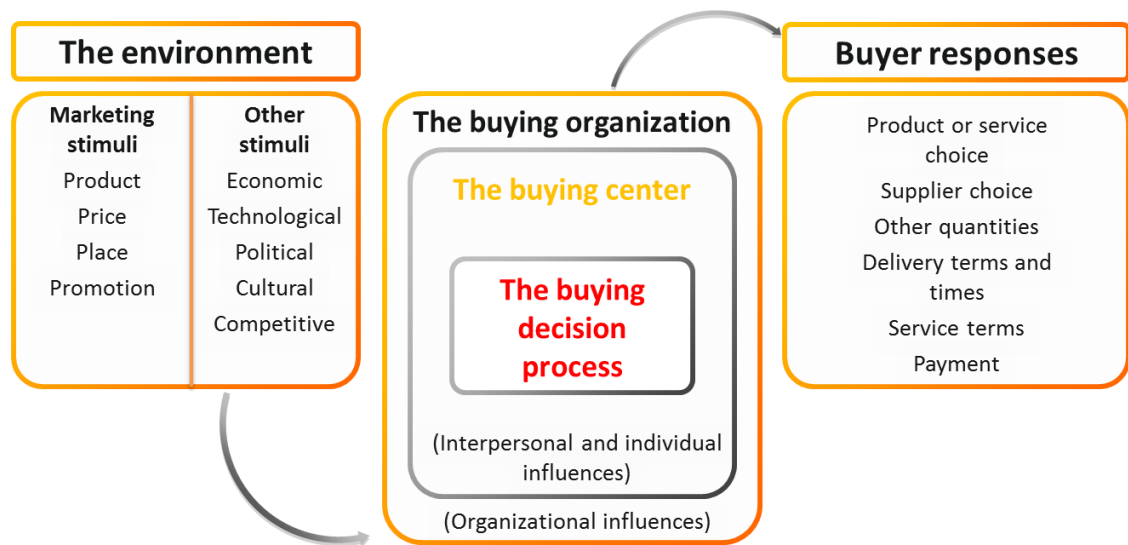 The environment
Marketing
stimuli
Product
Price
Place
Promotion
Other
stimuli
Economic
Technological
Political
Cultural
Competitive
The buying organization
The buying center
The buying
decision
process
(Interpersonal and individual
influences)
(Organizational influences)
Buyer responses
Product or service
choice
Supplier choice
Other quantities
Delivery terms and
times
Service terms
Payment